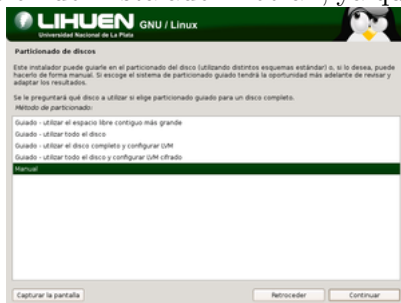 LIHUEN GNU / Linux
Universidad Nacional de La Plata
Particionado de discos
Este instalador puede guiarle en el particionado del disco (utilizando distintos esquemas estándar) o, si lo desea, puede
hacerlo de forma manual. Si escoge el sistema de particionado guiado tendrá la oportunidad más adelante de revisar y
adaptar los resultados.
Se le preguntará qué disco a utilizar si elige particionado guiado para un disco completo.
Método de particionado:
Guiado - utilizar el espacio libre contiguo más grande
Guiado - utilizar todo el disco
Guiado - utilizar el disco completo y configurar LVM
Guiado - utilizar todo el disco y configurar LVM cifrado
Manual
Capturar la pantalla
Retroceder
Continuar